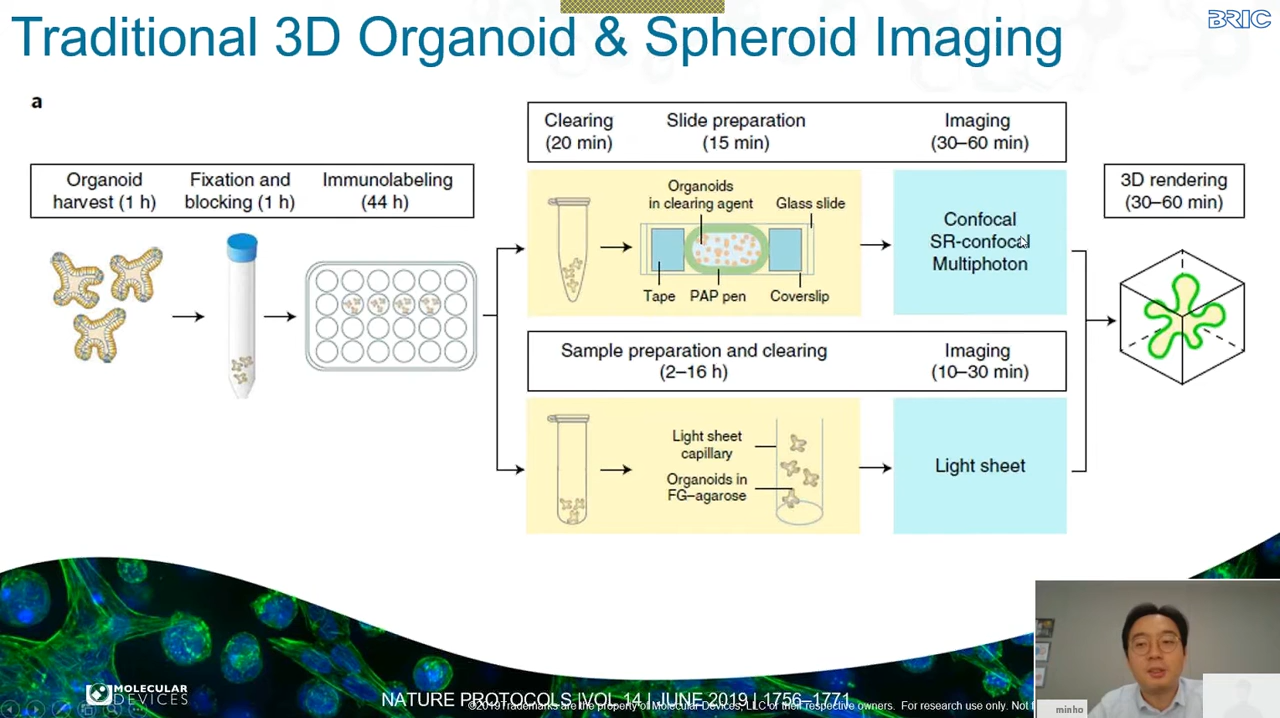 Traditional 3D Organoid & Spheroid Imaging
BRIC
a
Organoid
harvest (1 h)
Fixation and
blocking (1 h)
Immunolabeling
(44 h)
Clearing
(20 min)
Slide preparation
(15 min)
Imaging
(30–60 min)
Organoids
in clearing agent
Glass slide
Tape
PAP pen
Coverslip
Confocal
SR-confocal
Multiphoton
Sample preparation and clearing
(2–16 h)
Imaging
(10–30 min)
Light sheet
capillary
Organoids in
FG–agarose
Light sheet
3D rendering
(30–60 min)
MOLECULAR
DEVICES
NATURE PROTOCOLS |VOL 14 | JUNE 2019 | 1756–1771
©2019Trademarks are the property of Molecular Devices, LLC or their respective owners. For research use only. Not f
minho